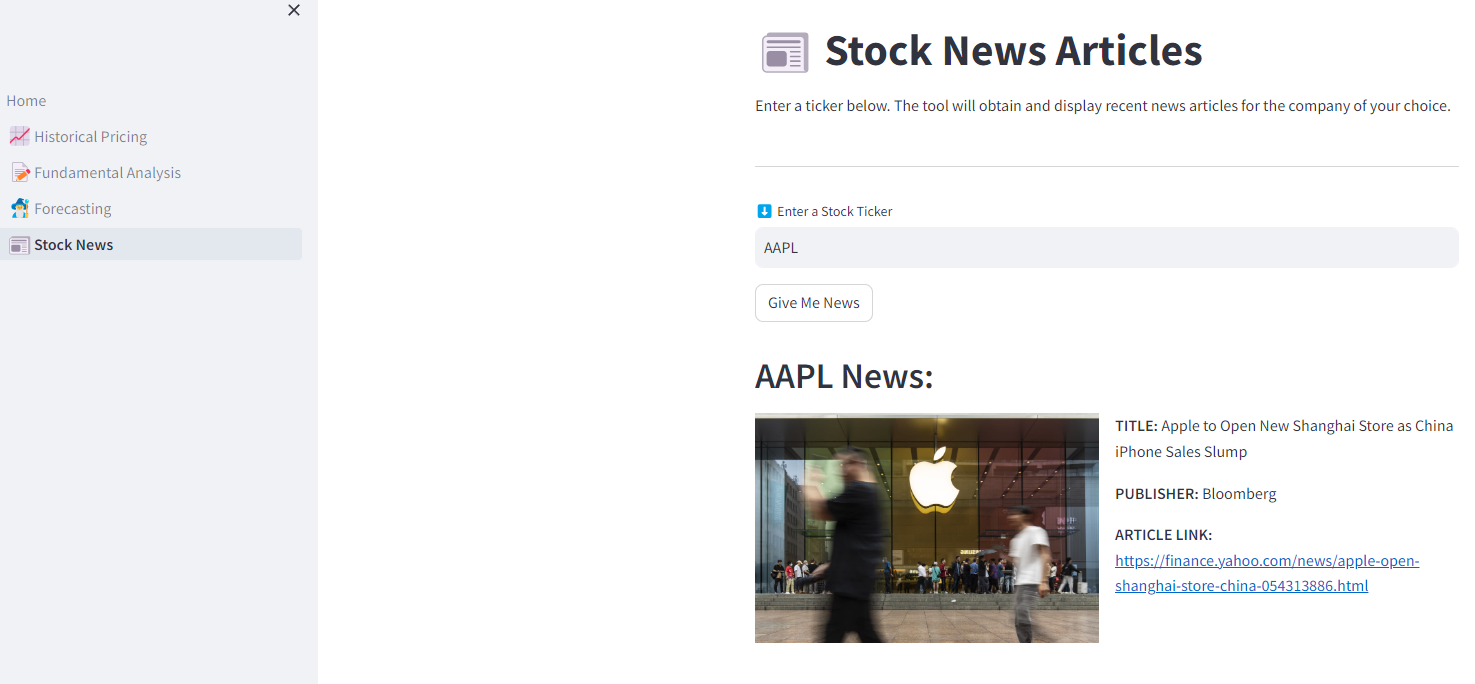 Home
Historical Pricing
Fundamental Analysis
Forecasting
Stock News
Stock News Articles
Enter a ticker below. The tool will obtain and display recent news articles for the company of your choice.
Enter a Stock Ticker
AAPL
Give Me News
AAPL News:
TITLE: Apple to Open New Shanghai Store as China
iPhone Sales Slump
PUBLISHER: Bloomberg
ARTICLE LINK:
https://finance.yahoo.com/news/apple-open-
shanghai-store-china-054313886.html